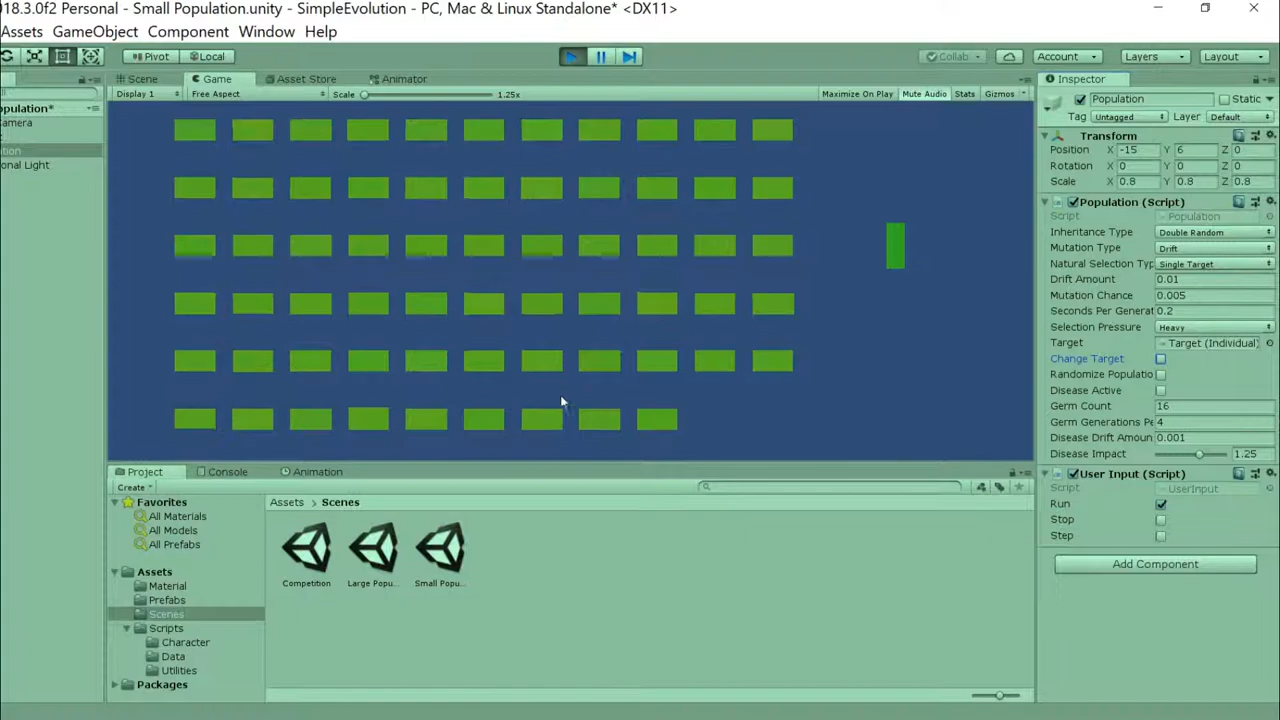 018.3.0f2 Personal - Small Population.unity - SimpleEvolution - PC, Mac & Linux Standalone* <DX11>
Assets GameObject Component Window Help
Pivot Local Collab Account Layers Layout
Scene Game Asset Store Animator
Display 1 Free Aspect Scale 1.25x Maximize On Play Mute Audio Stats Gizmos
opulation*
Camera
tion
onal Light
Inspector
Population Static
Tag Untagged Layer Default
Transform
Position X -15 Y 6 Z 0
Rotation X 0 Y 0 Z 0
Scale X 0.8 Y 0.8 Z 0.8
Population (Script)
Script Population
Inheritance Type Double Random
Mutation Type Drift
Natural Selection Typ Single Target
Drift Amount 0.01
Mutation Chance 0.005
Seconds Per Generat 0.2
Selection Pressure Heavy
Target Target (Individual)
Change Target
Randomize Populatio
Disease Active
Germ Count 16
Germ Generations Pe 4
Disease Drift Amoun 0.001
Disease Impact 1.25
User Input (Script)
Script UserInput
Run
Stop
Step
Add Component
Project Console Animation
Create
Favorites
All Materials
All Models
All Prefabs
Assets
Material
Prefabs
Scenes
Scripts
Character
Data
Utilities
Packages
Assets > Scenes
Competition Large Popu... Small Popu...